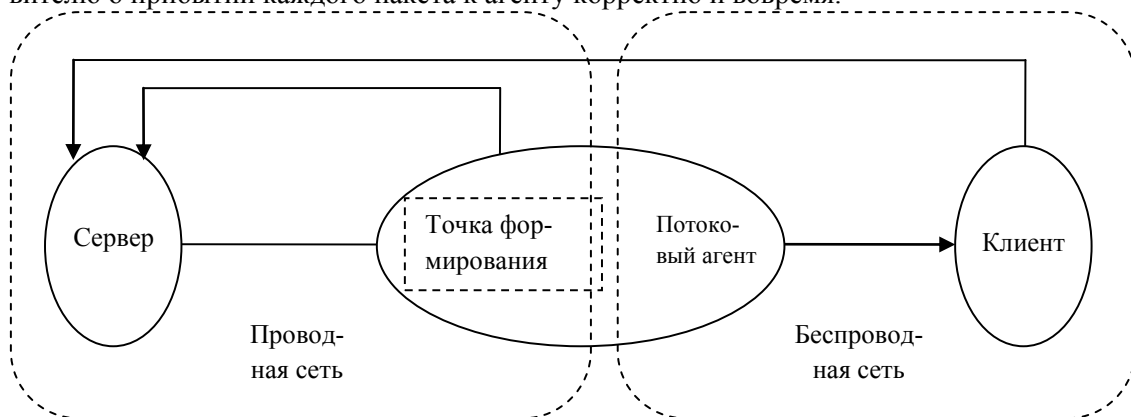 вителю о прибытии каждого пакета к агенту корректно и вовремя.
Сервер
Точка фор-
мирования
Потоко-
вый агент
Клиент
Провод-
ная сеть
Беспровод-
ная сеть